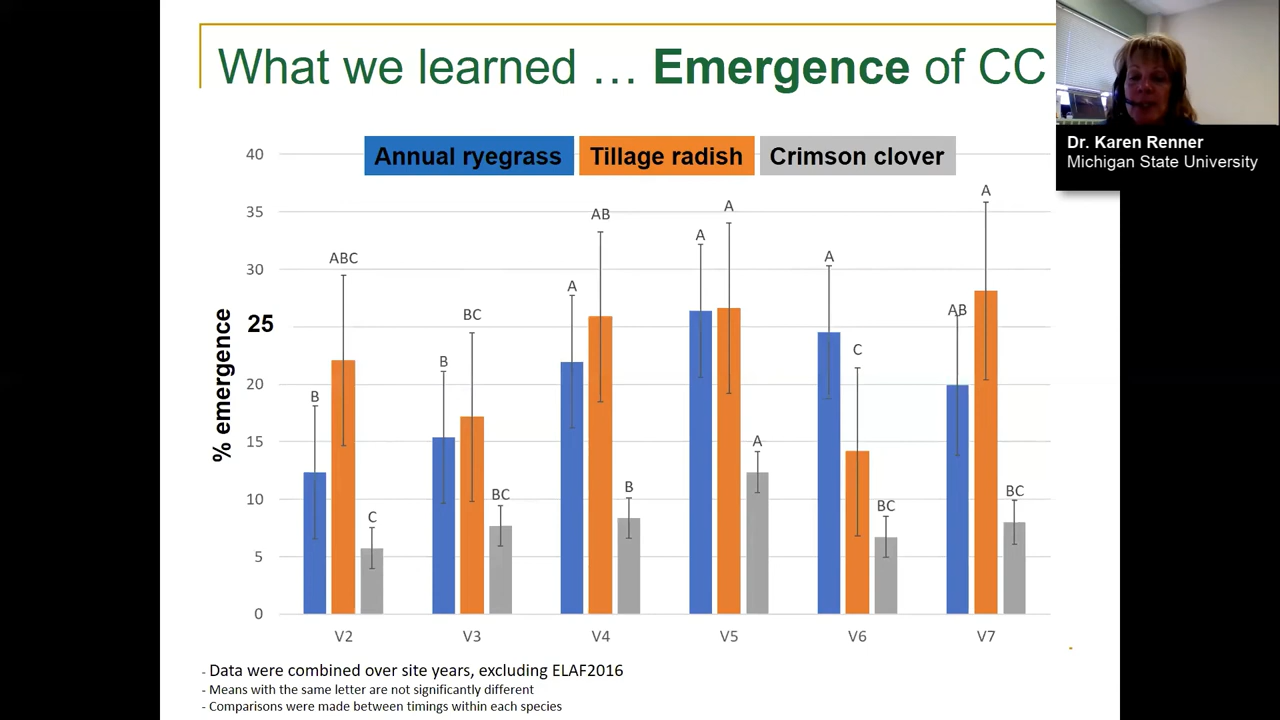 What we learned … Emergence of CC
Dr. Karen Renner
Michigan State University
Annual ryegrass Tillage radish Crimson clover
% emergence
40
35
30
25
20
15
10
5
0
B ABC C
B BC BC
A AB B
A A A
A C BC
AB A BC
V2 V3 V4 V5 V6 V7
- Data were combined over site years, excluding ELAF2016
- Means with the same letter are not significantly different
- Comparisons were made between timings within each species